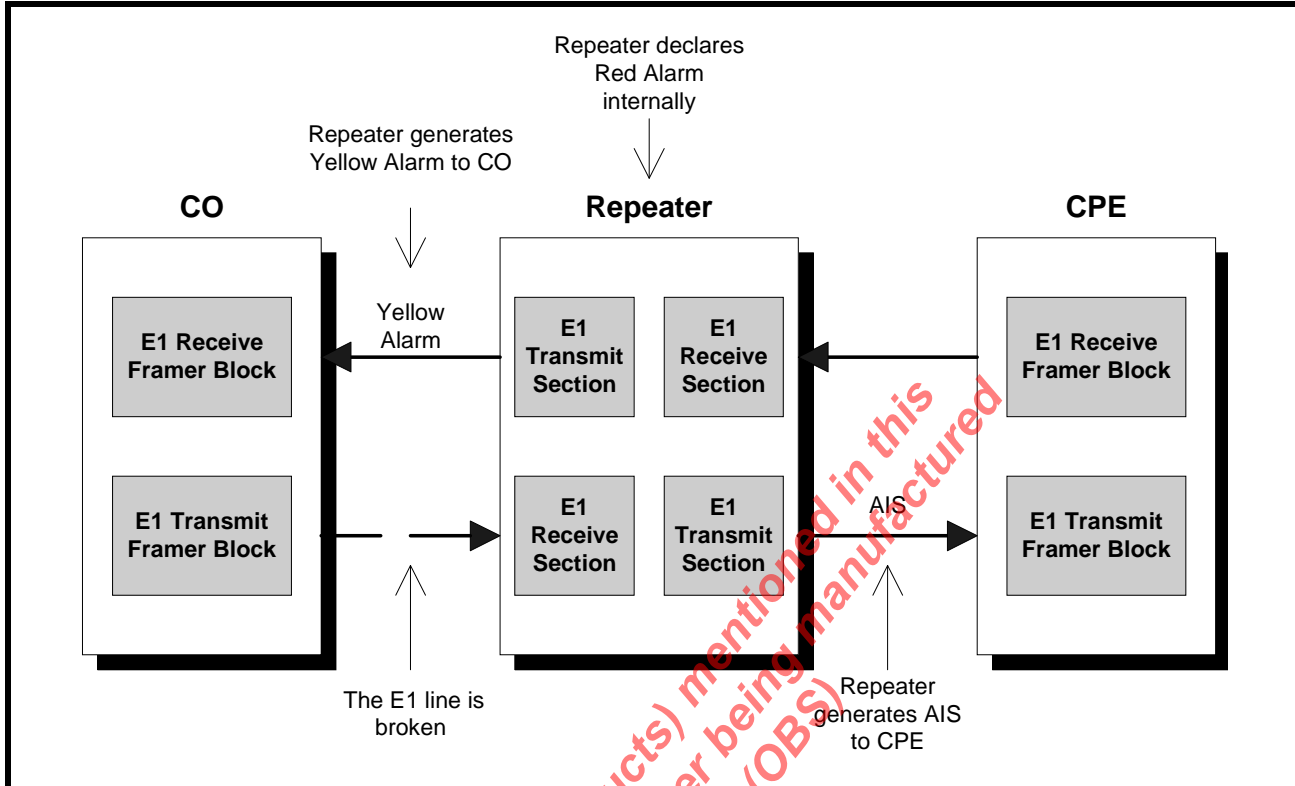 Repeater declares
Red Alarm
internally
Repeater generates
Yellow Alarm to CO
CO
Repeater
CPE
E1 Receive
Framer Block
Yellow
Alarm
E1
Transmit
Section
E1
Receive
Section
E1 Receive
Framer Block
E1 Transmit
Framer Block
E1
Receive
Section
E1
Transmit
Section
AIS
E1 Transmit
Framer Block
The E1 line is
broken
Repeater
generates AIS
to CPE
mentioned in this
being manufactured
(OBS)